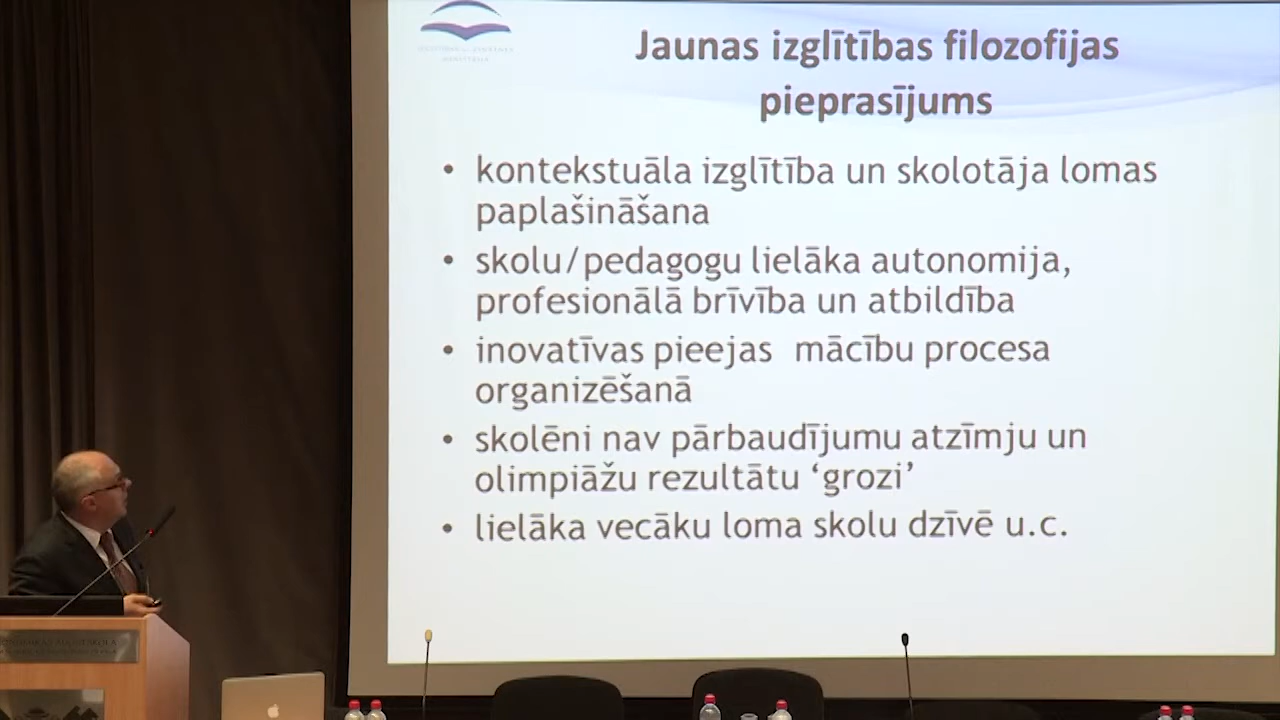 Jaunas izglītības filozofijas
pieprasījums
• kontekstuāla izglītība un skolotāja lomas
paplašināšana
• skolu/pedagogu lielāka autonomija,
profesionālā brīvība un atbildība
• inovatīvas pieejas mācību procesa
organizēšanā
• skolēni nav pārbaudījumu atzīmju un
olimpiāžu rezultātu ‘grozi’
• lielāka vecāku loma skolu dzīvē u.c.